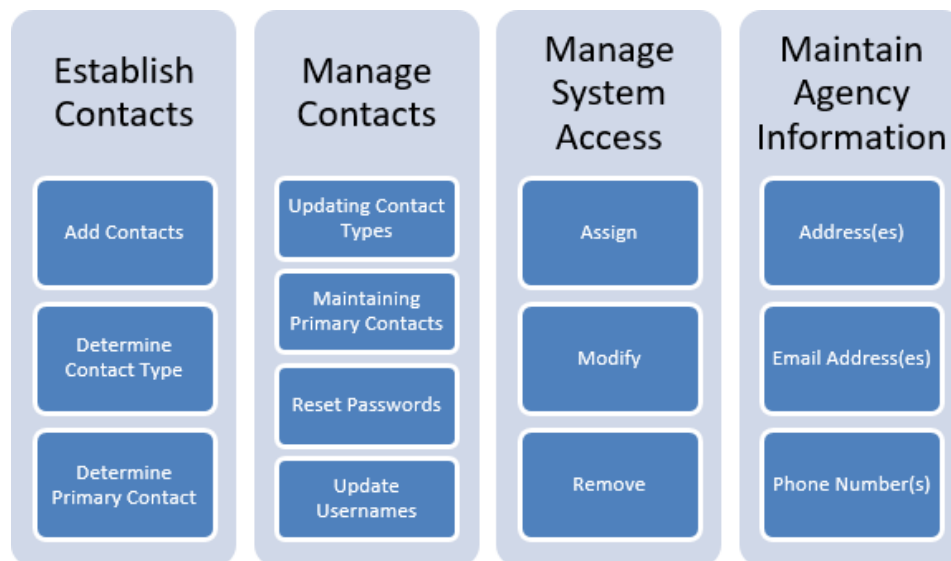 Establish
Contacts
Add Contacts
Determine
Contact Type
Determine
Primary Contact
Manage
Contacts
Updating Contact
Types
Maintaining
Primary Contacts
Reset Passwords
Update
Usernames
Manage
System
Access
Assign
Modify
Remove
Maintain
Agency
Information
Address(es)
Email Address(es)
Phone Number(s)